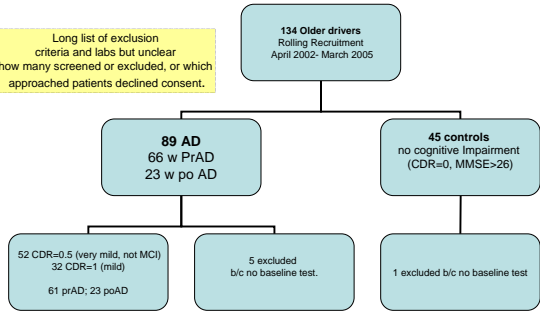 Long list of exclusion
criteria and labs but unclear
how many screened or excluded, or which
approached patients declined consent.
134 Older drivers
Rolling Recruitment
April 2002- March 2005
89 AD
66 w PrAD
23 w po AD
45 controls
no cognitive Impairment
(CDR=0, MMSE>26)
52 CDR=0.5 (very mild, not MCI)
32 CDR=1 (mild)
61 prAD; 23 poAD
5 excluded
b/c no baseline test.
1 excluded b/c no baseline test